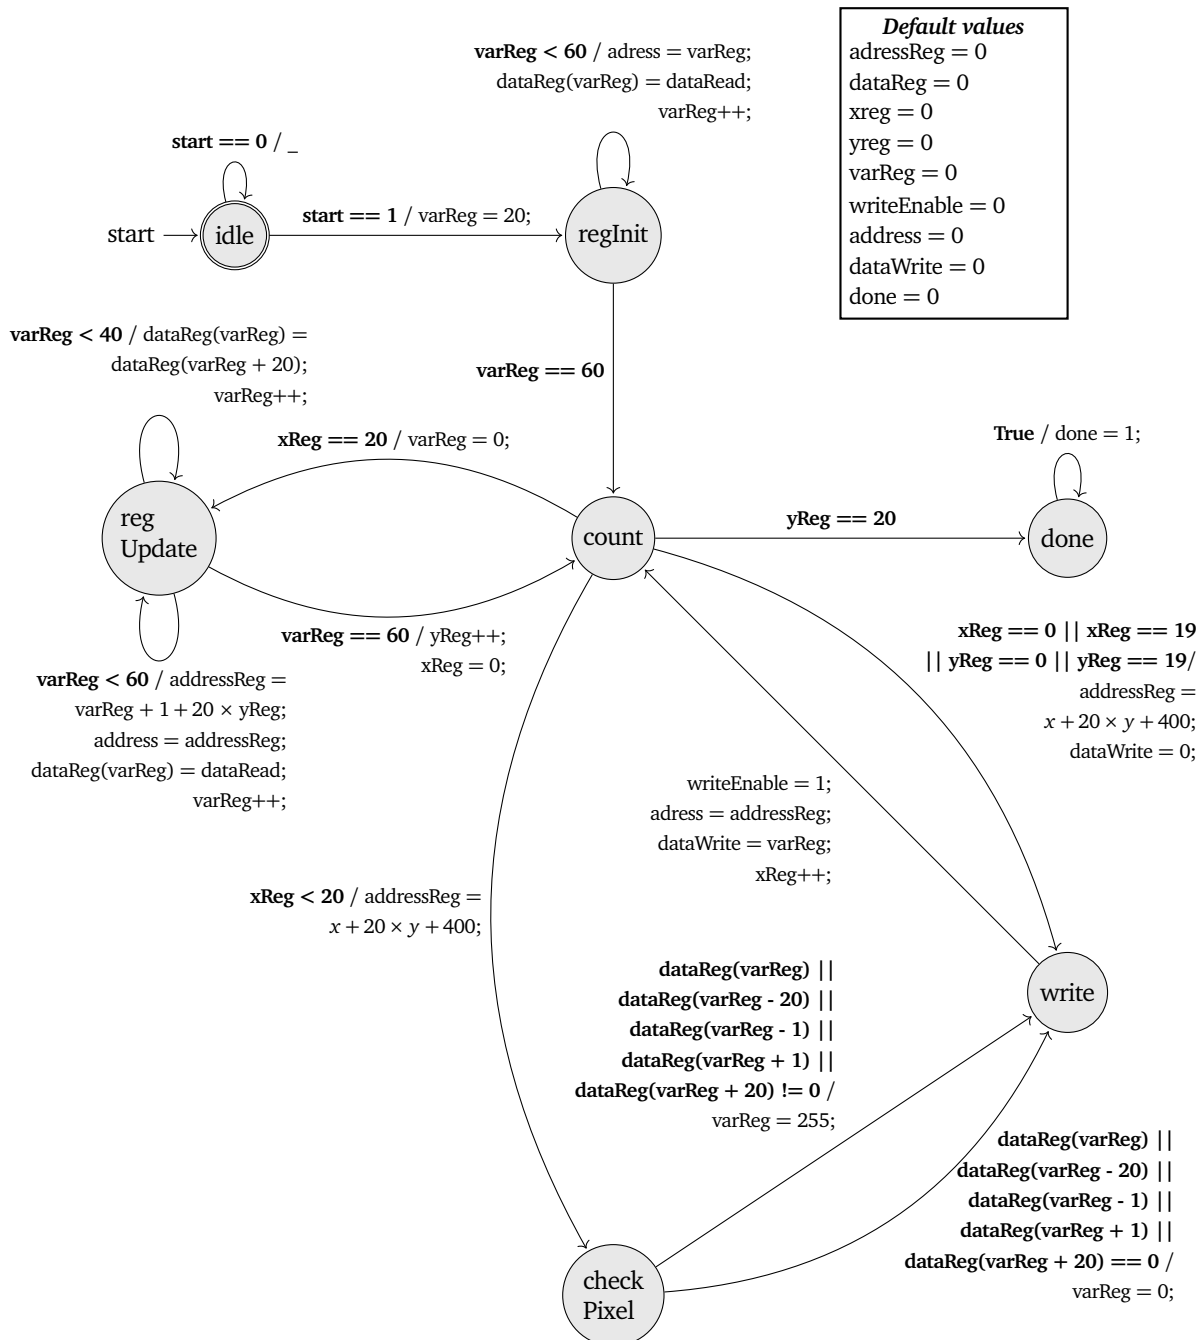 Default values
adressReg = 0
dataReg = 0
xreg = 0
yreg = 0
varReg = 0
writeEnable = 0
address = 0
dataWrite = 0
done = 0
varReg < 60 / adress = varReg;
dataReg(varReg) = dataRead;
varReg++;
start == 0 / _
start
idle
start == 1 / varReg = 20;
regInit
varReg < 40 / dataReg(varReg) =
dataReg(varReg + 20);
varReg++;
varReg == 60
xReg == 20 / varReg = 0;
True / done = 1;
reg
Update
count
yReg == 20
done
varReg == 60 / yReg++;
xReg = 0;
varReg < 60 / addressReg =
varReg + 1 + 20 × yReg;
address = addressReg;
dataReg(varReg) = dataRead;
varReg++;
xReg == 0 || xReg == 19
|| yReg == 0 || yReg == 19/
addressReg =
x + 20 × y + 400;
dataWrite = 0;
writeEnable = 1;
adress = addressReg;
dataWrite = varReg;
xReg++;
xReg < 20 / addressReg =
x + 20 × y + 400;
dataReg(varReg) ||
dataReg(varReg - 20) ||
dataReg(varReg - 1) ||
dataReg(varReg + 1) ||
dataReg(varReg + 20) != 0 /
varReg = 255;
write
dataReg(varReg) ||
dataReg(varReg - 20) ||
dataReg(varReg - 1) ||
dataReg(varReg + 1) ||
dataReg(varReg + 20) == 0 /
varReg = 0;
check
Pixel